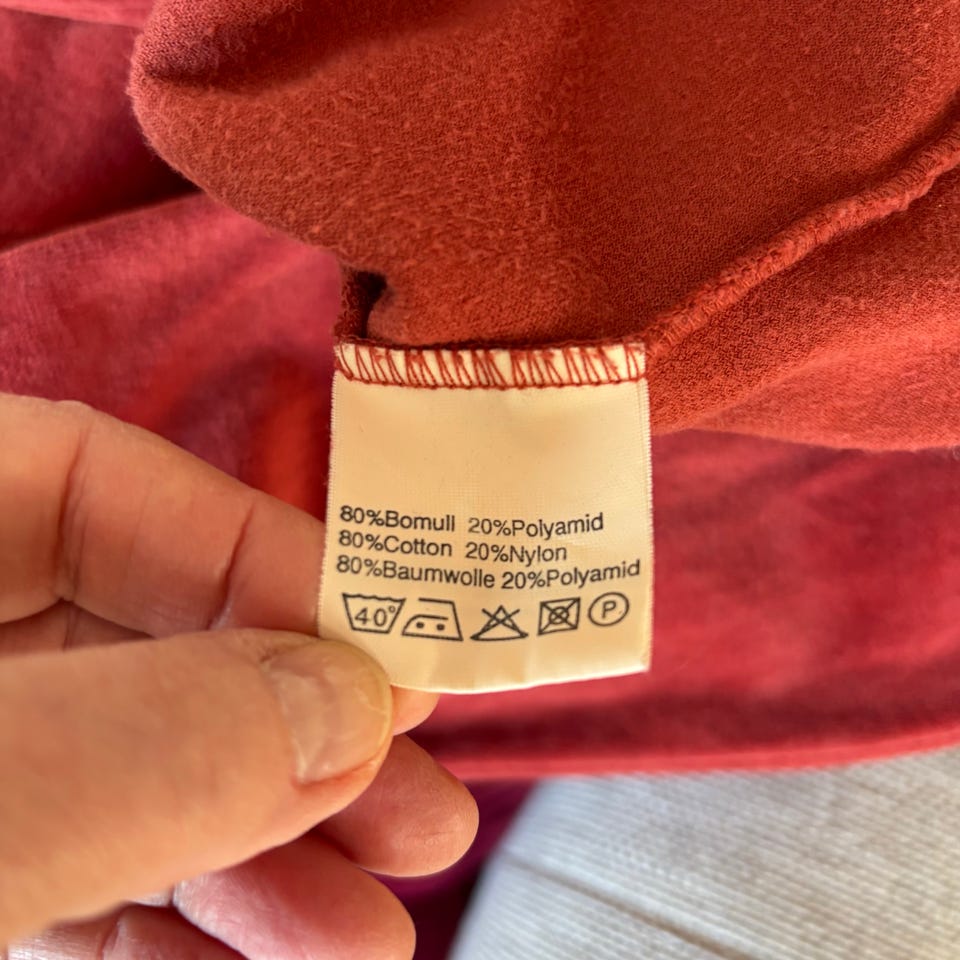 80%Bomull 20%Polyamid
80%Cotton 20%Nylon
80%Baumwolle 20%Polyamid
40° P